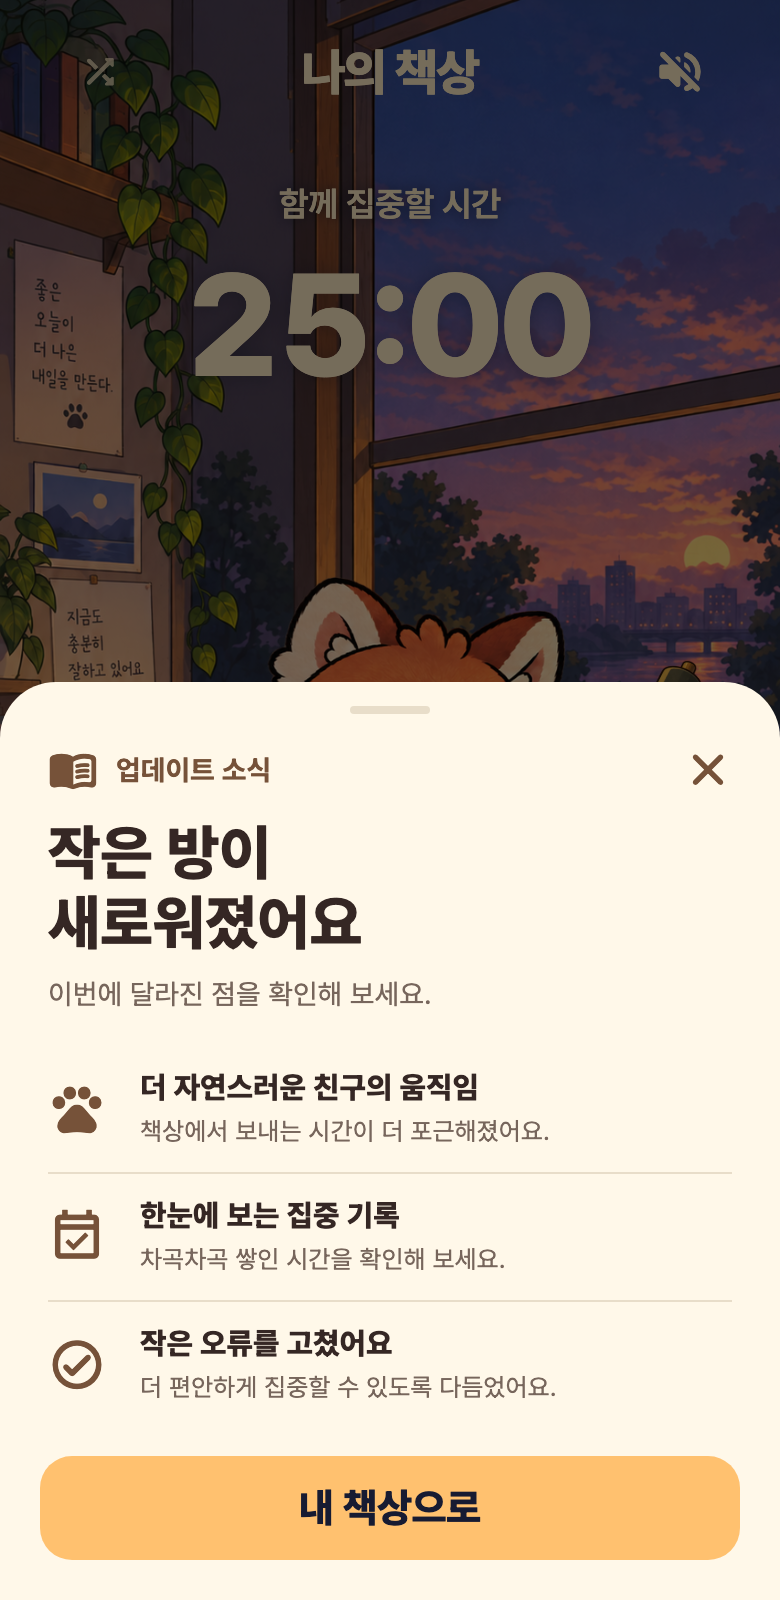 나의 책상
함께 집중할 시간
25:00
좋은
오늘이
더 나은
내일을 만든다.
지금도
충분히
잘하고 있어요
업데이트 소식
작은 방이
새로워졌어요
이번에 달라진 점을 확인해 보세요.
더 자연스러운 친구의 움직임
책상에서 보내는 시간이 더 포근해졌어요.
한눈에 보는 집중 기록
차곡차곡 쌓인 시간을 확인해 보세요.
작은 오류를 고쳤어요
더 편안하게 집중할 수 있도록 다듬었어요.
내 책상으로